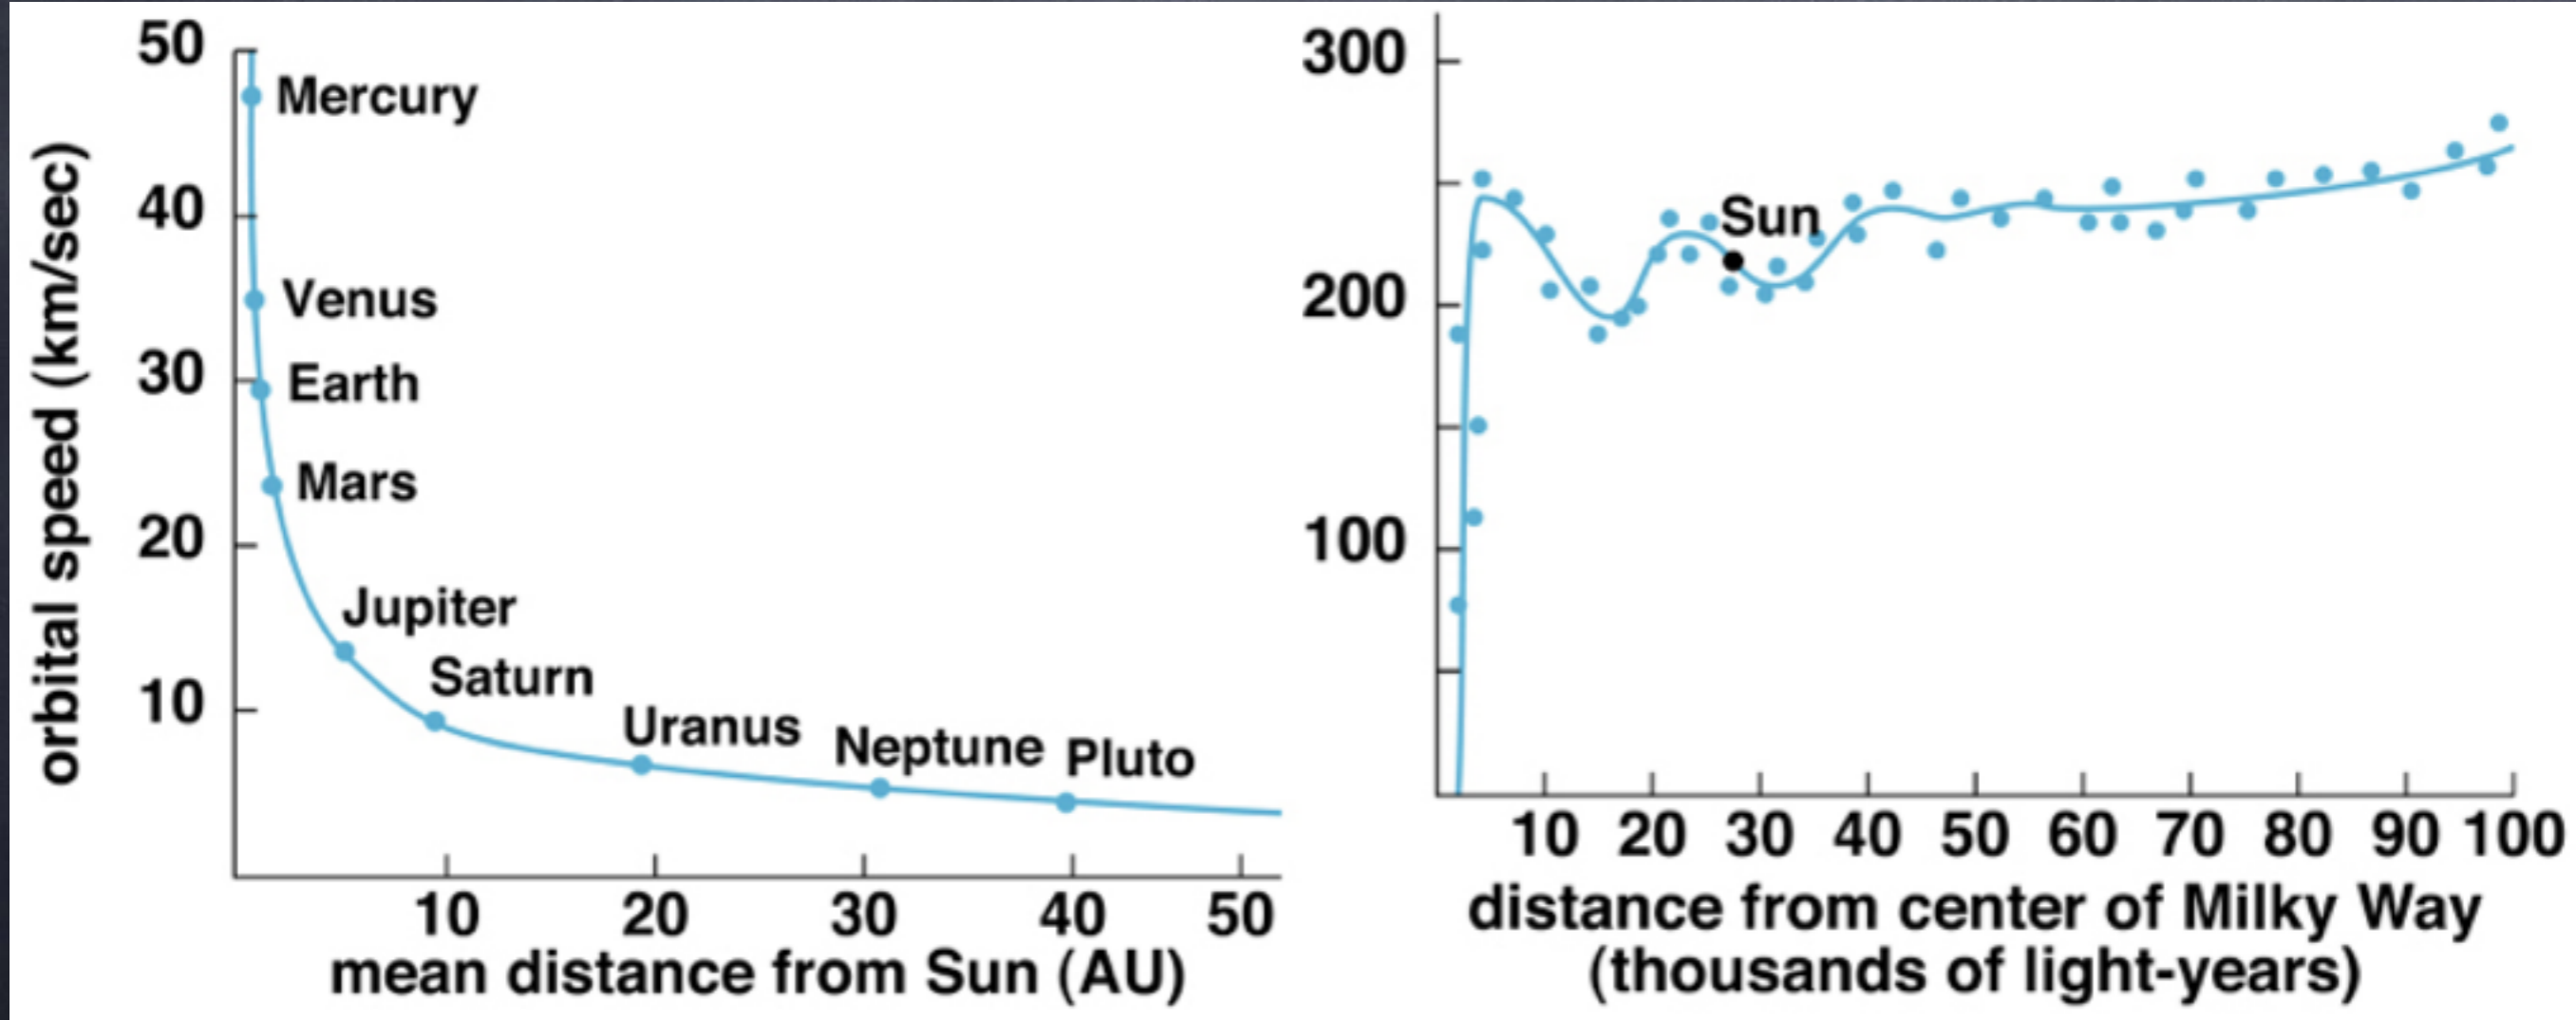 orbital speed (km/sec)
50
40
30
20
10
Mercury
Venus
Earth
Mars
Jupiter
Saturn
Uranus
Neptune
Pluto
10 20 30 40 50
mean distance from Sun (AU)
300
200
100
Sun
10 20 30 40 50 60 70 80 90 100
distance from center of Milky Way
(thousands of light-years)